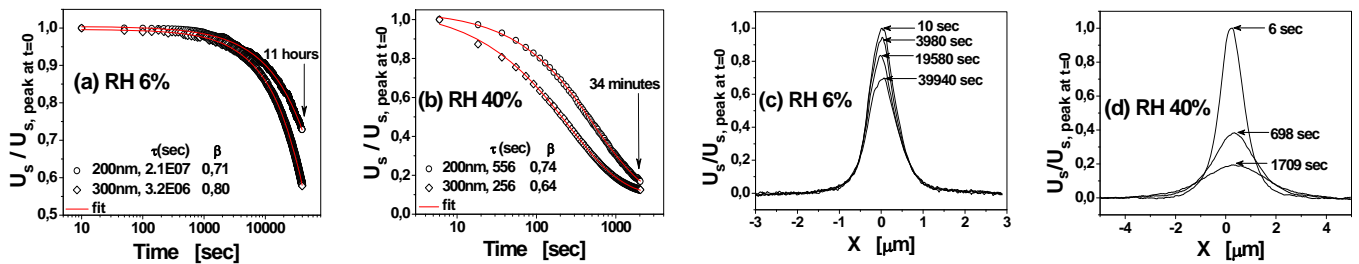 U_s / U_s, peak at t=0
1,0
0,9
0,8
0,7
0,6
0,5
(a) RH 6%
11 hours
τ(sec) β
200nm, 2.1E07 0,71
300nm, 3.2E06 0,80
fit
10 100 1000 10000
Time [sec]
U_s / U_s, peak at t=0
1,0
0,8
0,6
0,4
0,2
0,0
(b) RH 40%
34 minutes
τ(sec) β
200nm, 556 0,74
300nm, 256 0,64
fit
10 100 1000
Time [sec]
U_s/U_s, peak at t=0
1,0
0,8
0,6
0,4
0,2
0,0
(c) RH 6%
10 sec
3980 sec
19580 sec
39940 sec
-3 -2 -1 0 1 2 3
X [μm]
U_s/U_s, peak at t=0
1,0
0,8
0,6
0,4
0,2
0,0
(d) RH 40%
6 sec
698 sec
1709 sec
-4 -2 0 2 4
X [μm]